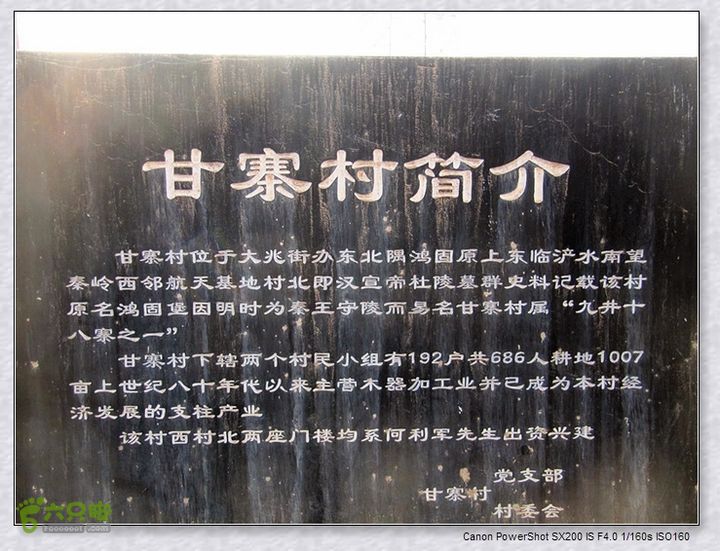 甘寨村简介
甘寨村位于大兆街办东北隅鸿固原上东临浐水南望
秦岭西邻航天基地村北即汉宣帝杜陵墓群史料记载该村
原名鸿固堡因明时为秦王守陵而易名甘寨村属“九井十
八寨之一”
甘寨村下辖两个村民小组有192户共686人耕地1007
亩上世纪八十年代以来主营木器加工业并已成为本村经
济发展的支柱产业
该村西村北两座门楼均系何利军先生出资兴建
党支部
甘寨村
村委会
六只脚
Foooooot.com
Canon PowerShot SX200 IS F4.0 1/160s ISO160